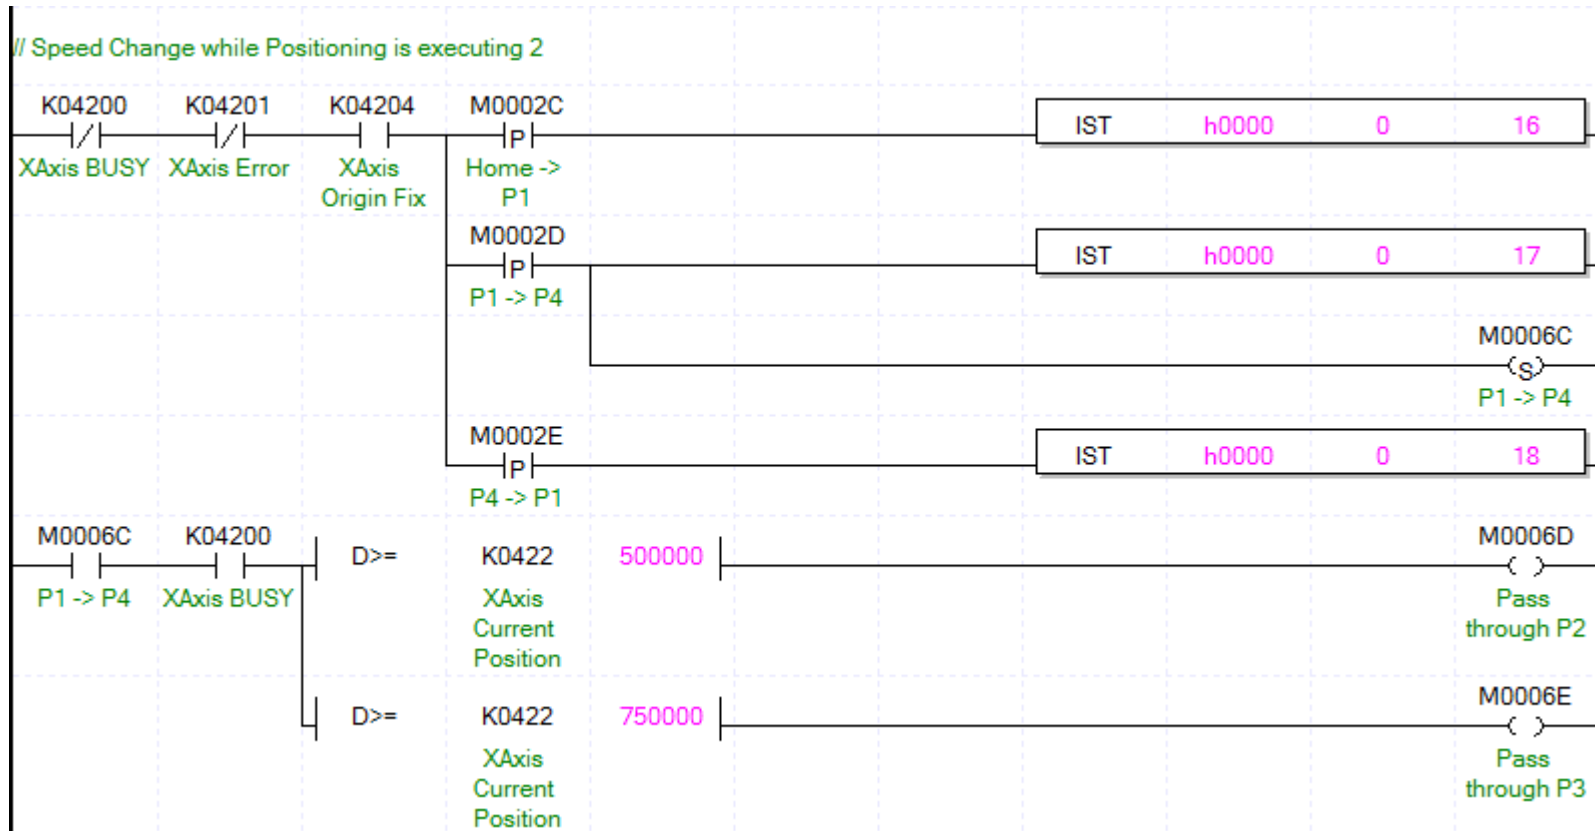 // Speed Change while Positioning is executing 2
K04200 K04201 K04204 M0002C
P
IST h0000 0 16
XAxis BUSY XAxis Error XAxis Home ->
Origin Fix P1
M0002D
P
IST h0000 0 17
P1 -> P4
M0006C
S
P1 -> P4
M0002E
P
IST h0000 0 18
P4 -> P1
M0006C K04200 M0006D
D>= K0422 500000
P1 -> P4 XAxis BUSY XAxis Pass
Current through P2
Position
M0006E
D>= K0422 750000
XAxis Pass
Current through P3
Position